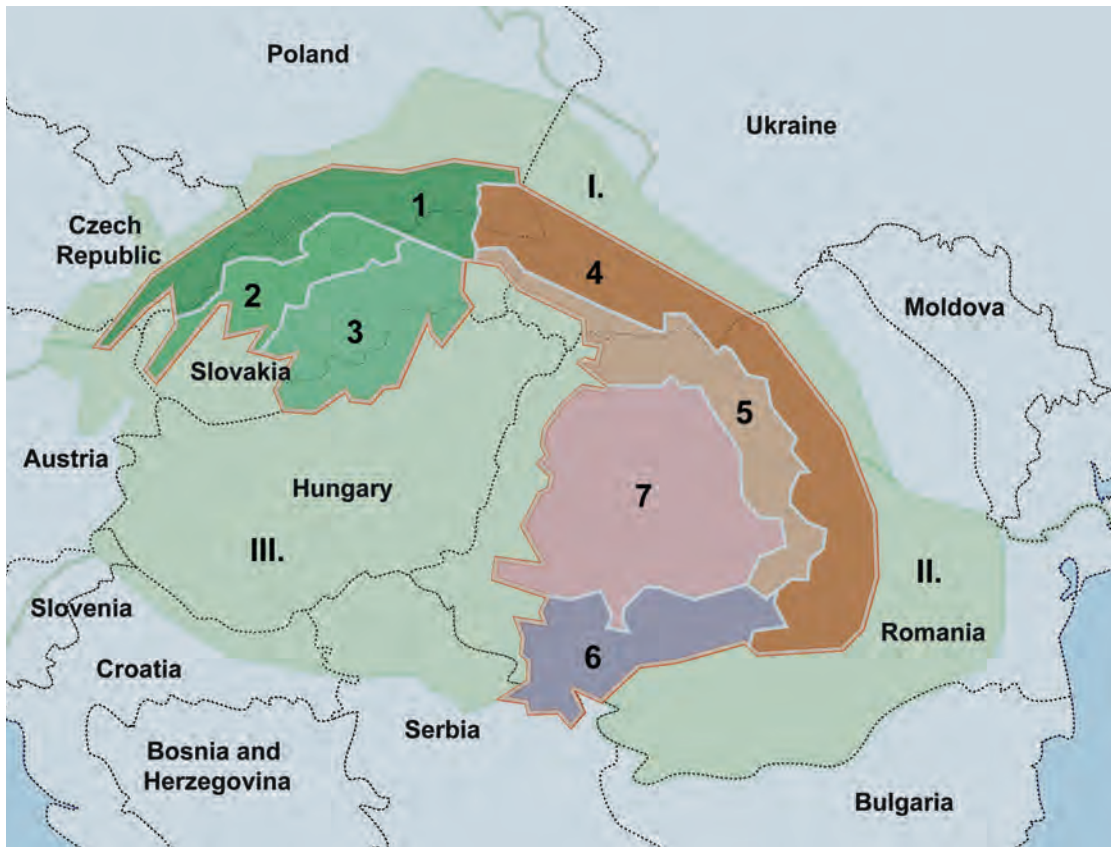 Poland
Ukraine
I.
1
Czech
Republic
4
2
Moldova
3
Slovakia
5
Austria
7
Hungary
III.
II.
Slovenia
Romania
6
Croatia
Serbia
Bosnia and
Herzegovina
Bulgaria